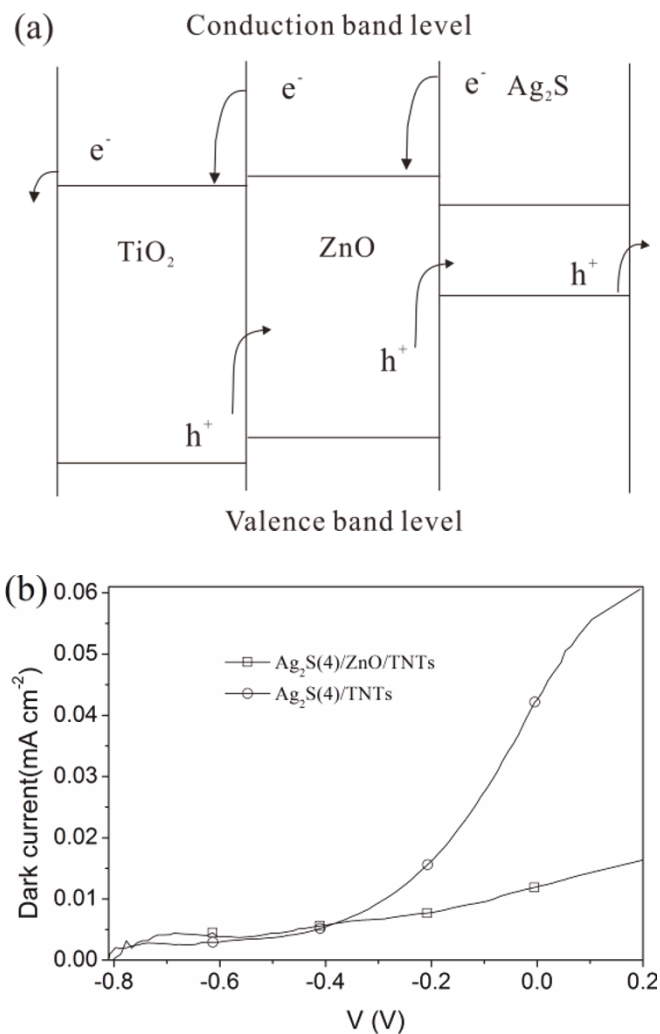 (a)
Conduction band level
e⁻
e⁻
e⁻
Ag₂S
TiO₂
ZnO
h⁺
h⁺
h⁺
Valence band level
(b)
0.06
0.05
0.04
0.03
0.02
0.01
0.00
Dark current(mA cm⁻²)
Ag₂S(4)/ZnO/TNTs
Ag₂S(4)/TNTs
-0.8 -0.6 -0.4 -0.2 0.0 0.2
V (V)